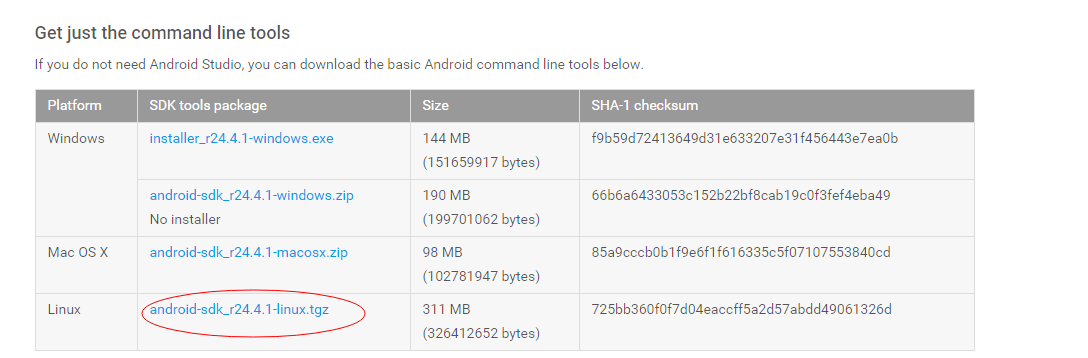 Get just the command line tools
If you do not need Android Studio, you can download the basic Android command line tools below.
Platform SDK tools package Size SHA-1 checksum
Windows installer_r24.4.1-windows.exe 144 MB f9b59d72413649d31e633207e31f456443e7ea0b
(151659917 bytes)
android-sdk_r24.4.1-windows.zip 190 MB 66b6a6433053c152b22bf8cab19c0f3fef4eba49
No installer (199701062 bytes)
Mac OS X android-sdk_r24.4.1-macosx.zip 98 MB 85a9cccb0b1f9e6f1f616335c5f07107553840cd
(102781947 bytes)
Linux android-sdk_r24.4.1-linux.tgz 311 MB 725bb360f0f7d04eaccff5a2d57abdd49061326d
(326412652 bytes)